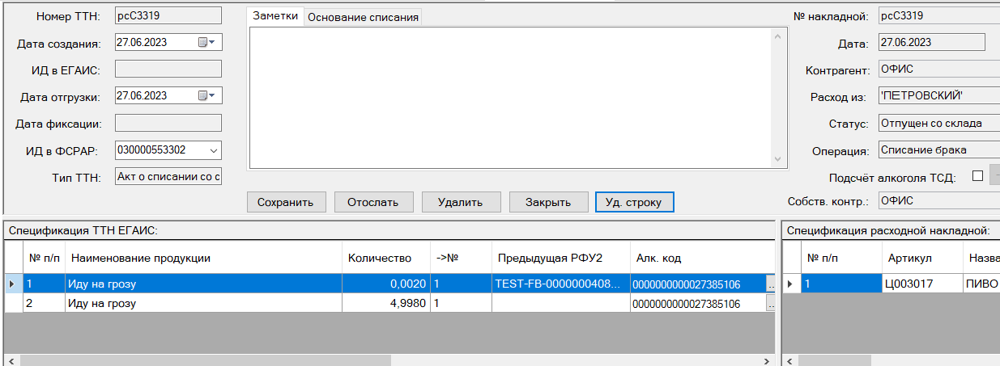 Номер ТТН: рсС3319
Дата создания: 27.06.2023
ИД в ЕГАИС:
Дата отгрузки: 27.06.2023
Дата фиксации:
ИД в ФСРАР: 030000553302
Тип ТТН: Акт о списании со с
Заметки Основание списания
Сохранить Отослать Удалить Закрыть Уд. строку
№ накладной: рсС3319
Дата: 27.06.2023
Контрагент: ОФИС
Расход из: 'ПЕТРОВСКИЙ'
Статус: Отпущен со склада
Операция: Списание брака
Подсчёт алкоголя ТСД:
Собств. контр.: ОФИС
Спецификация ТТН ЕГАИС:
№ п/п Наименование продукции Количество ->№ Предыдущая РФУ2 Алк. код
1 Иду на грозу 0,0020 1 TEST-FB-0000000408... 0000000000027385106 ...
2 Иду на грозу 4,9980 1 0000000000027385106 ...
Спецификация расходной накладной:
№ п/п Артикул Назва
1 Ц003017 ПИВО